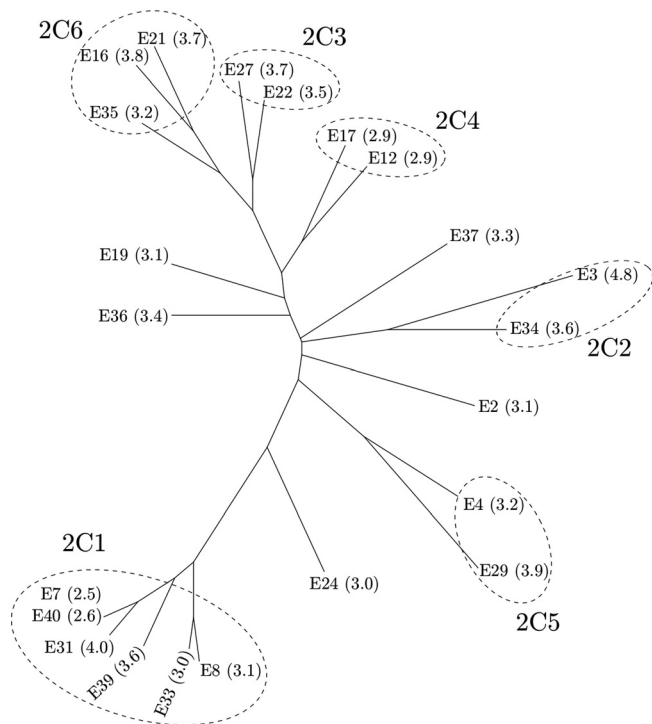 2C6
E21 (3.7)
E16 (3.8)
2C3
E27 (3.7)
E22 (3.5)
E35 (3.2)
2C4
E17 (2.9)
E12 (2.9)
E37 (3.3)
E19 (3.1)
E3 (4.8)
E36 (3.4)
E34 (3.6)
2C2
E2 (3.1)
E4 (3.2)
2C1
E29 (3.9)
E24 (3.0)
E7 (2.5)
E40 (2.6)
2C5
E31 (4.0)
E39 (3.6)
E33 (3.0)
E8 (3.1)